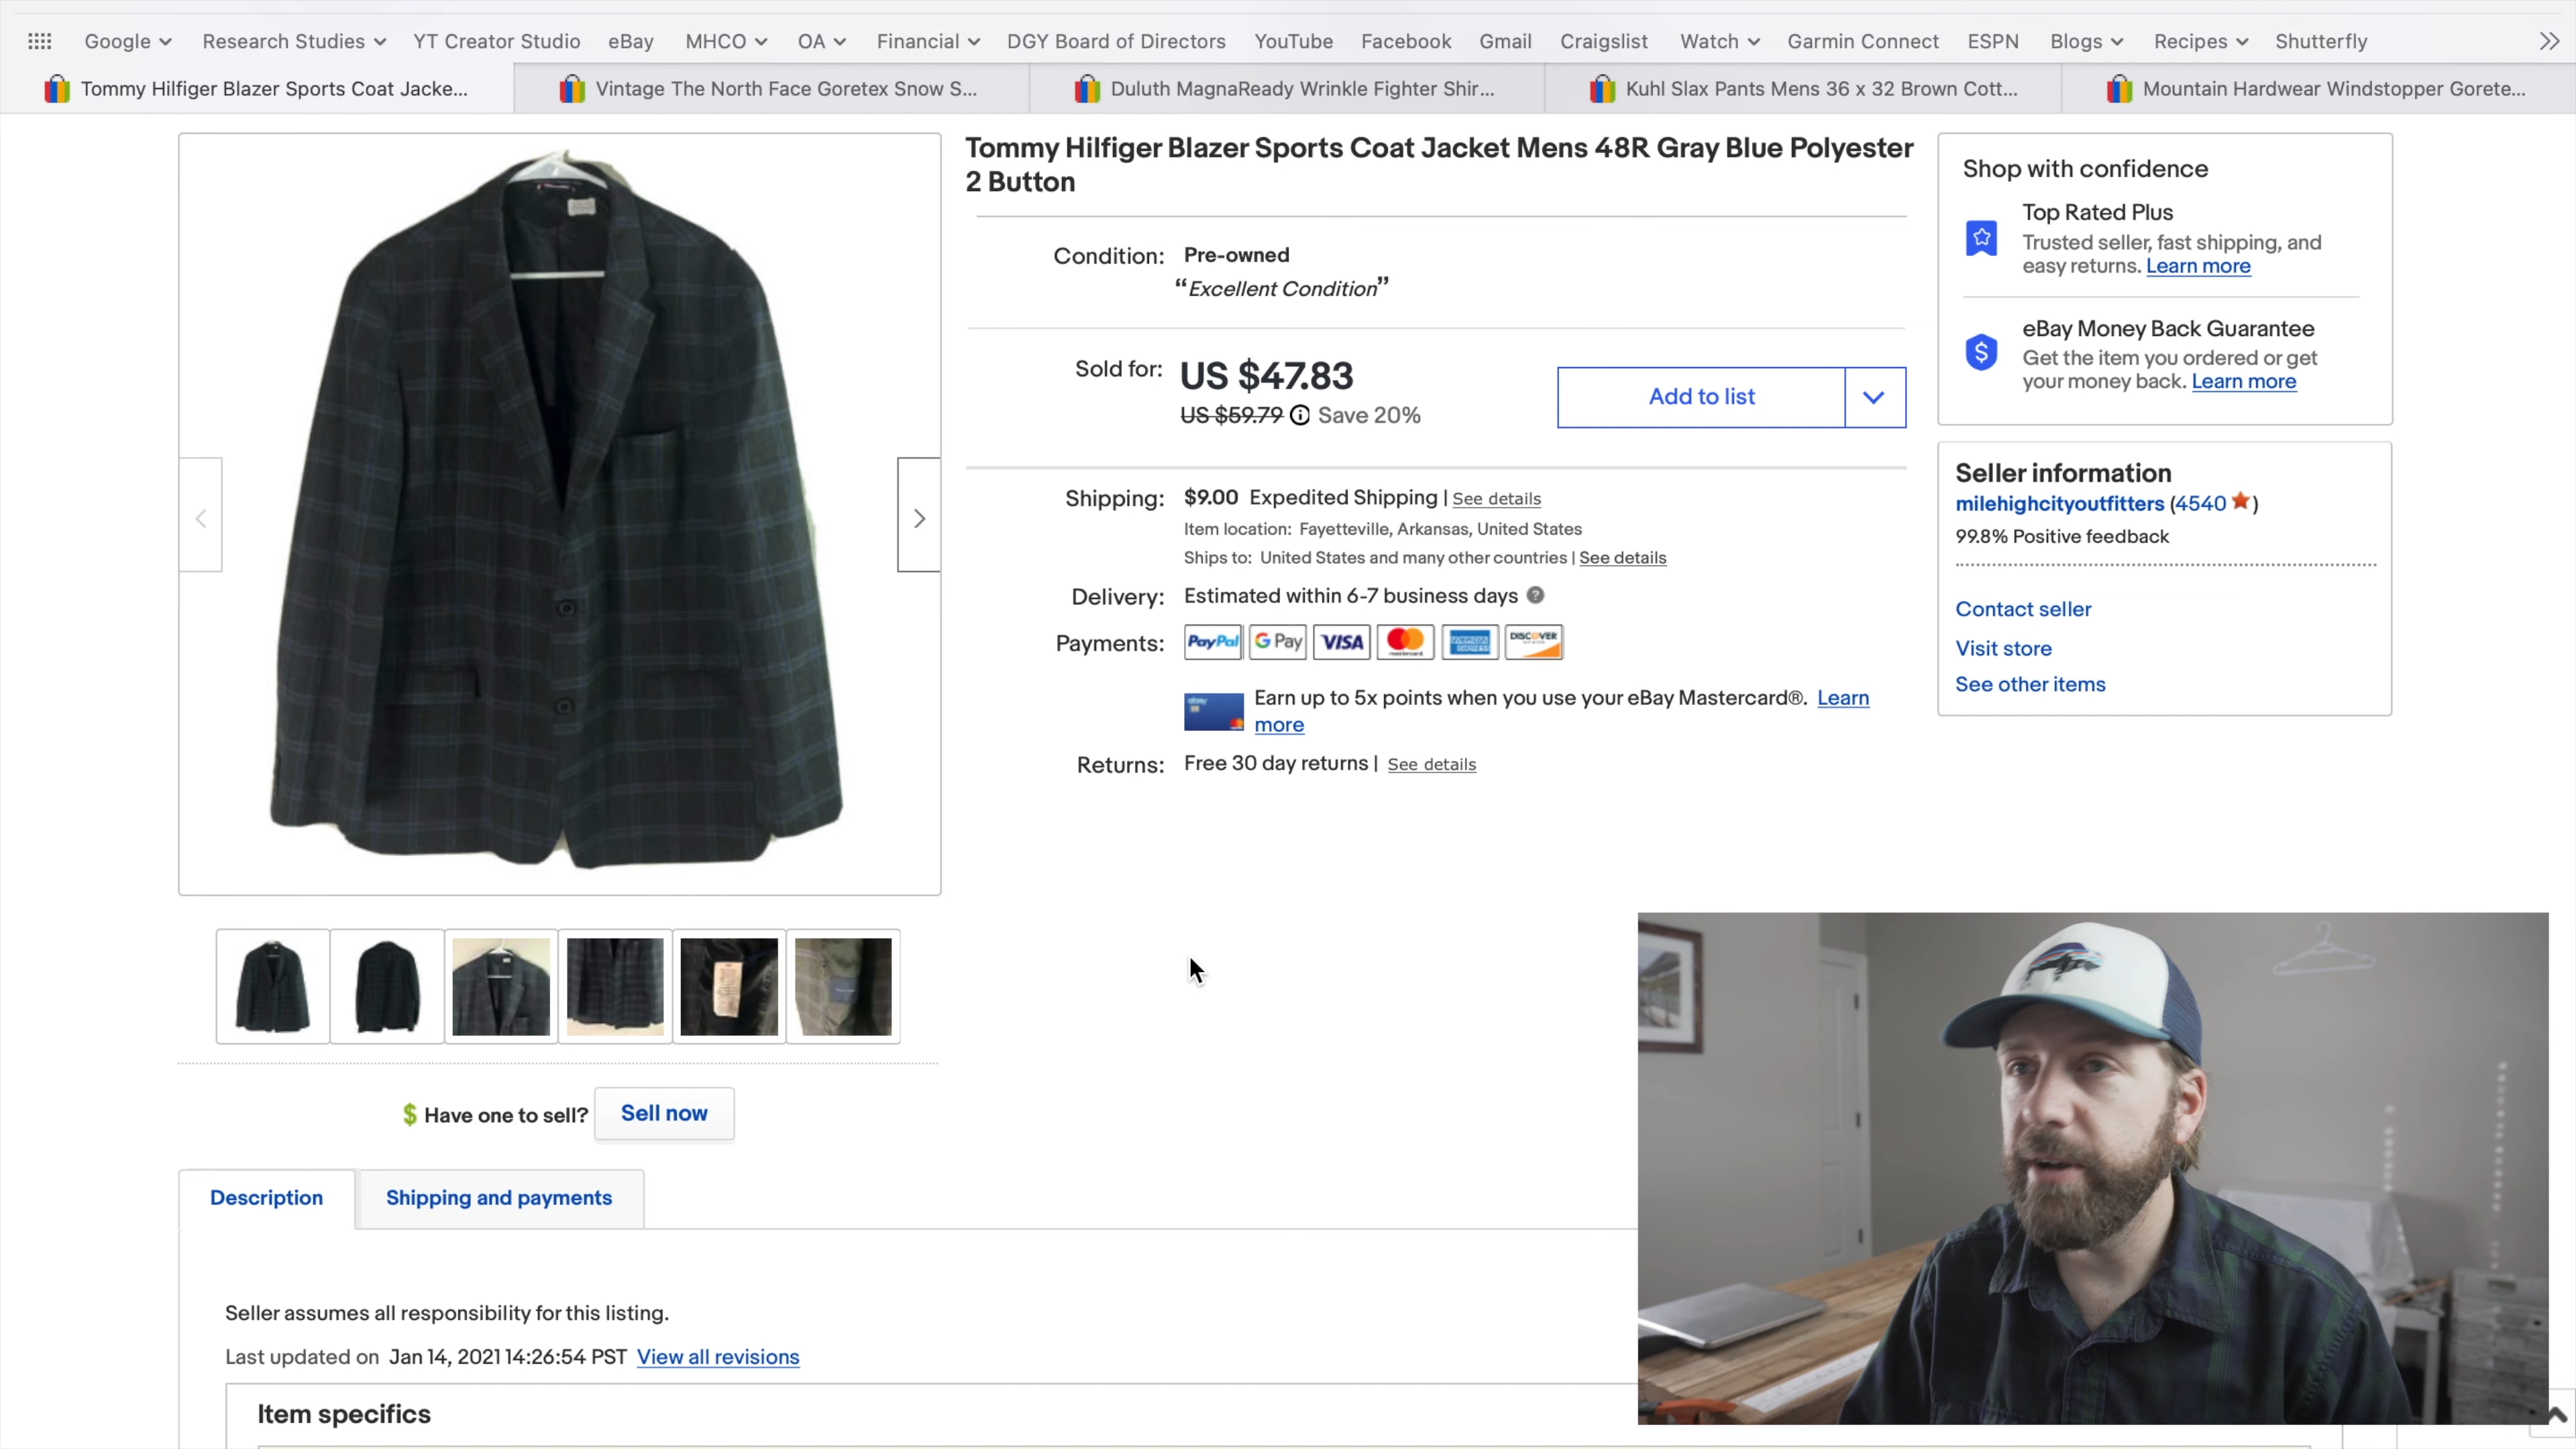 Google Research Studies YT Creator Studio eBay MHCO OA Financial DGY Board of Directors YouTube Facebook Gmail Craigslist Watch Garmin Connect ESPN Blogs Recipes Shutterfly
Tommy Hilfiger Blazer Sports Coat Jacke... Vintage The North Face Goretex Snow S... Duluth MagnaReady Wrinkle Fighter Shir... Kuhl Slax Pants Mens 36 x 32 Brown Cott... Mountain Hardwear Windstopper Gorete...
Tommy Hilfiger Blazer Sports Coat Jacket Mens 48R Gray Blue Polyester
2 Button
Condition: Pre-owned
“Excellent Condition”
Sold for: US $47.83
US $59.79 Save 20%
Add to list
Shipping: $9.00 Expedited Shipping | See details
Item location: Fayetteville, Arkansas, United States
Ships to: United States and many other countries | See details
Delivery: Estimated within 6-7 business days
Payments: PayPal G Pay VISA mastercard AMERICAN EXPRESS DISCOVER
Earn up to 5x points when you use your eBay Mastercard®. Learn
more
Returns: Free 30 day returns | See details
Shop with confidence
Top Rated Plus
Trusted seller, fast shipping, and
easy returns. Learn more
eBay Money Back Guarantee
Get the item you ordered or get
your money back. Learn more
Seller information
milehighcityoutfitters (4540)
99.8% Positive feedback
Contact seller
Visit store
See other items
$ Have one to sell? Sell now
Description Shipping and payments
Seller assumes all responsibility for this listing.
Last updated on Jan 14, 2021 14:26:54 PST View all revisions
Item specifics